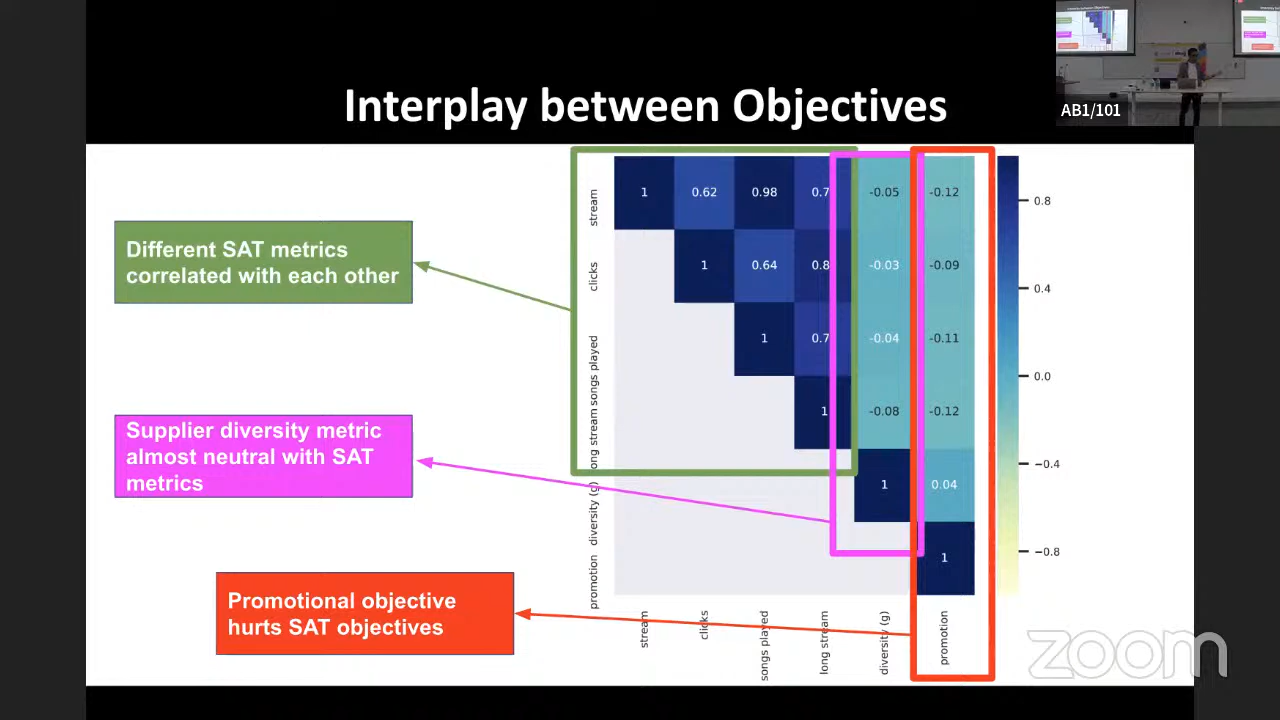 Interplay between Objectives
AB1/101
Different SAT metrics
correlated with each other
Supplier diversity metric
almost neutral with SAT
metrics
Promotional objective
hurts SAT objectives
stream
1 0.62 0.98 0.7 -0.05 -0.12
clicks
1 0.64 0.8 -0.03 -0.09
songs played
1 0.7 -0.04 -0.11
long stream
1 -0.08 -0.12
diversity (g)
1 0.04
promotion
1
stream clicks songs played long stream diversity (g) promotion
0.8
0.4
0.0
−0.4
−0.8
zoom